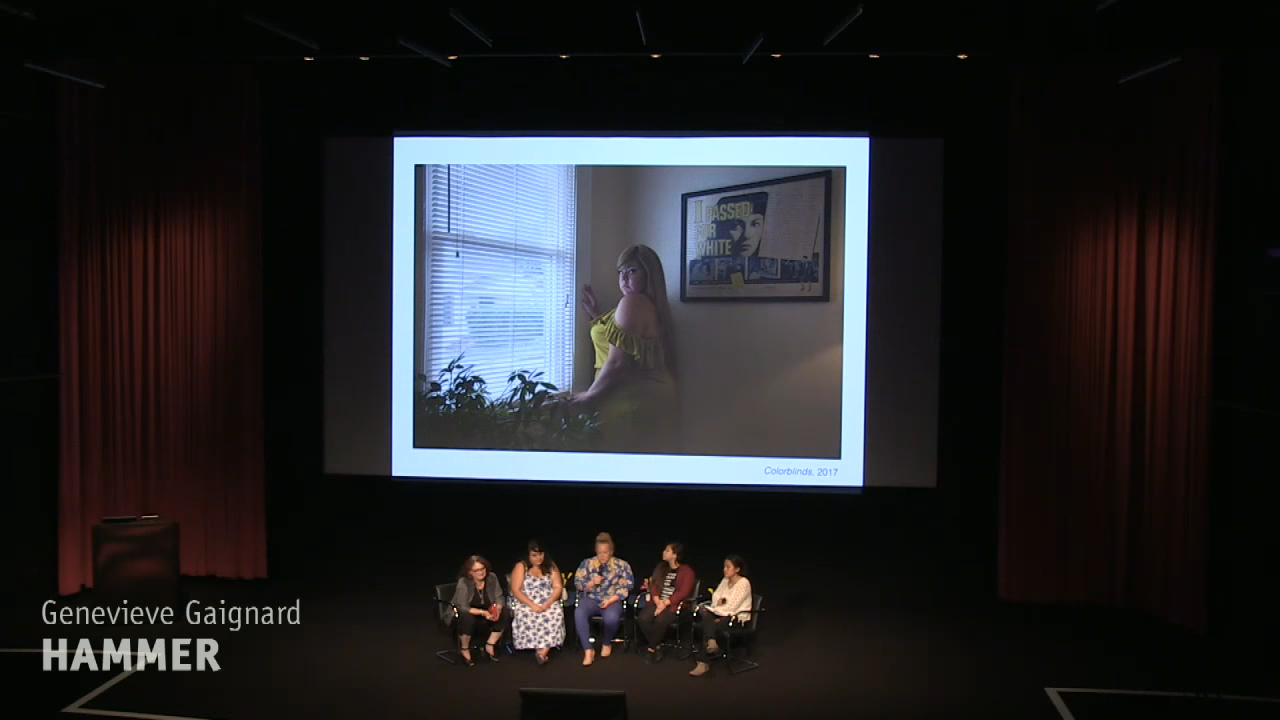 I PASSED
FOR
WHITE
Colorblinds, 2017
Genevieve Gaignard
HAMMER